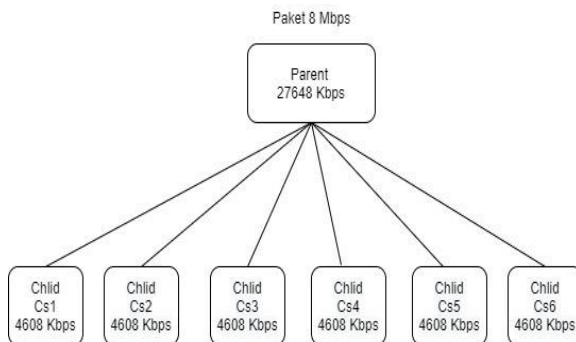 Paket 8 Mbps
Parent
27648 Kbps
Chlid
Cs1
4608 Kbps
Chlid
Cs2
4608 Kbps
Chlid
Cs3
4608 Kbps
Chlid
Cs4
4608 Kbps
Chlid
Cs5
4608 Kbps
Chlid
Cs6
4608 Kbps